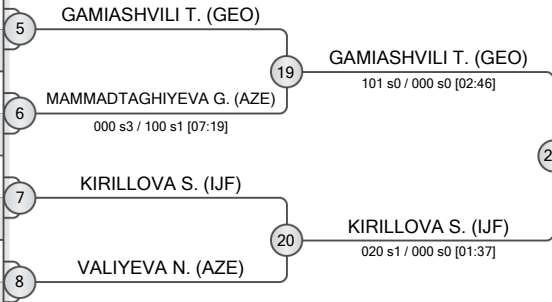 5
GAMIASHVILI T. (GEO)
19
GAMIASHVILI T. (GEO)
101 s0 / 000 s0 [02:46]
6
MAMMADTAGHIYEVA G. (AZE)
000 s3 / 100 s1 [07:19]
7
KIRILLOVA S. (IJF)
20
KIRILLOVA S. (IJF)
020 s1 / 000 s0 [01:37]
8
VALIYEVA N. (AZE)